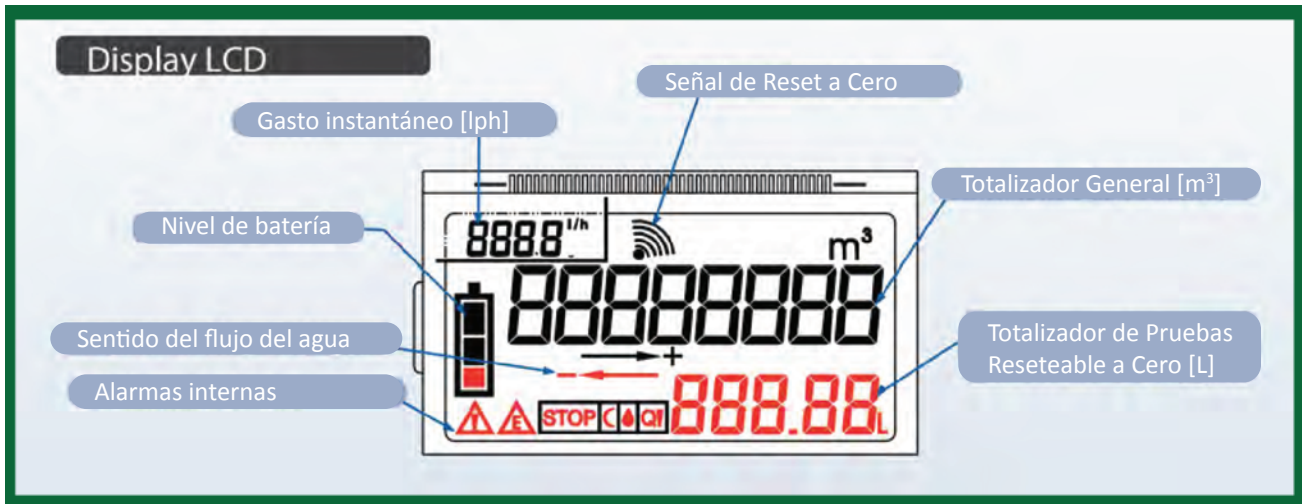 Display LCD
Señal de Reset a Cero
Gasto instantáneo [lph]
Totalizador General [m³]
Nivel de batería
888.8 l/h
m³
88888888
Sentido del flujo del agua
Totalizador de Pruebas
Reseteable a Cero [L]
+
−
Alarmas internas
T E STOP Q!! 888.88 L